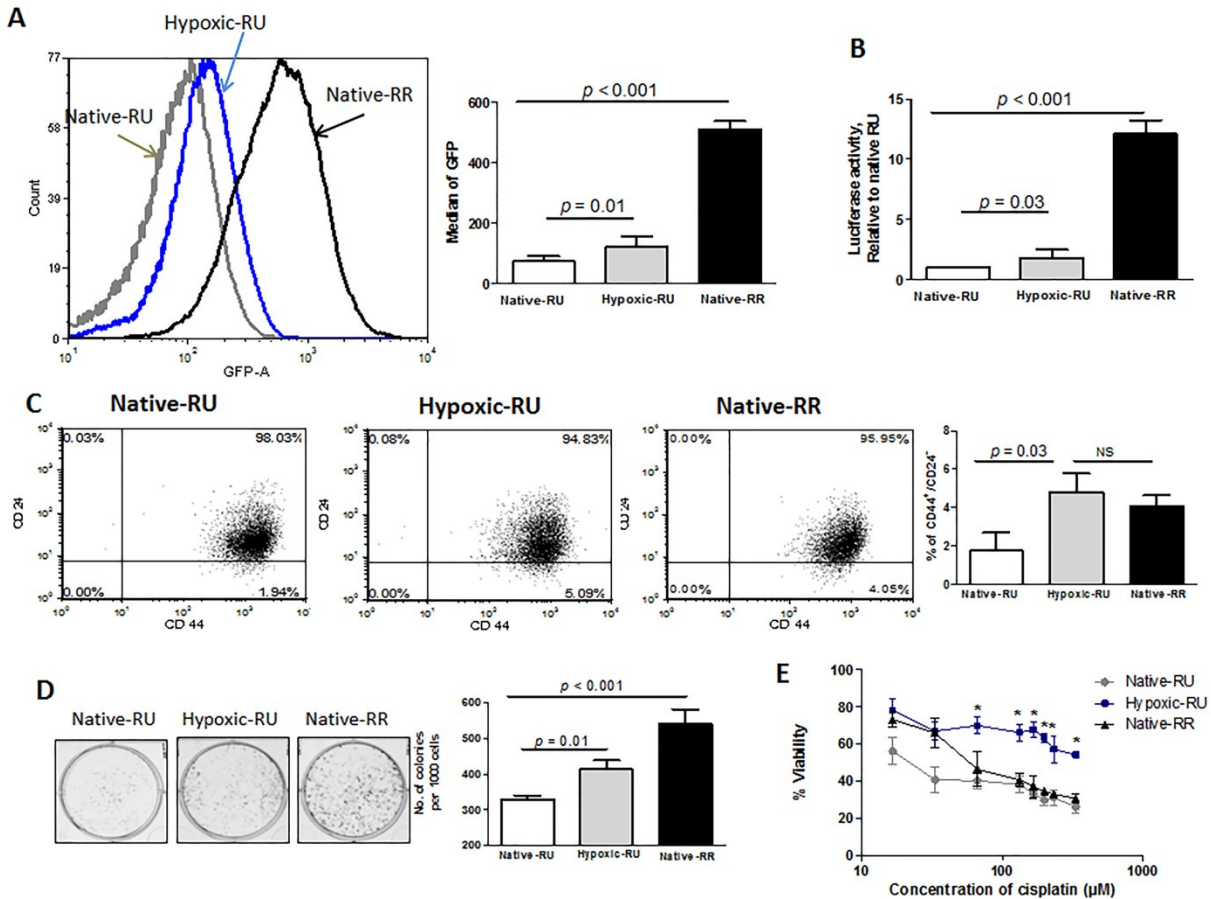 A
Hypoxic-RU
Native-RU
Native-RR
77
58
39
19
0
Count
10¹ 10² 10³ 10⁴
GFP-A
Median of GFP
600
400
200
0
p < 0.001
p = 0.01
Native-RU Hypoxic-RU Native-RR
B
Luciferase activity,
Relative to native RU
15
10
5
0
p < 0.001
p = 0.03
Native-RU Hypoxic-RU Native-RR
C
Native-RU
0.03% 98.03%
0.00% 1.94%
10⁴
10³
10²
10¹
10⁰
CD 24
10⁰ 10¹ 10² 10³ 10⁴
CD 44
Hypoxic-RU
0.08% 94.83%
0.00% 5.09%
10⁴
10³
10²
10¹
10⁰
CD 24
10⁰ 10¹ 10² 10³ 10⁴
CD 44
Native-RR
0.00% 95.95%
0.00% 4.05%
10⁴
10³
10²
10¹
10⁰
CD 24
10⁰ 10¹ 10² 10³ 10⁴
CD 44
% of CD44⁺/CD24⁻
8
6
4
2
0
p = 0.03
NS
Native-RU Hypoxic-RU Native-RR
D
Native-RU Hypoxic-RU Native-RR
No. of colonies
per 1000 cells
600
500
400
300
200
p < 0.001
p = 0.01
Native-RU Hypoxic-RU Native-RR
E
% Viability
100
80
60
40
20
0
* * * * * *
10 100 1000
Concentration of cisplatin (µM)
Native-RU
Hypoxic-RU
Native-RR